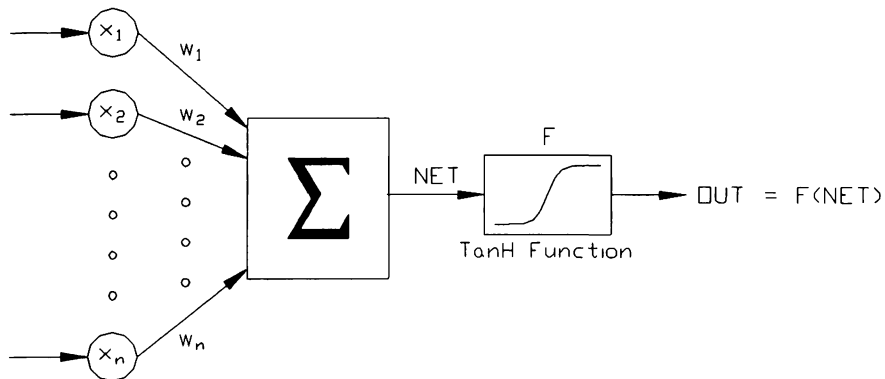 x1
w1
x2
w2
Σ
NET
F
OUT = F(NET)
TanH Function
wn
xn